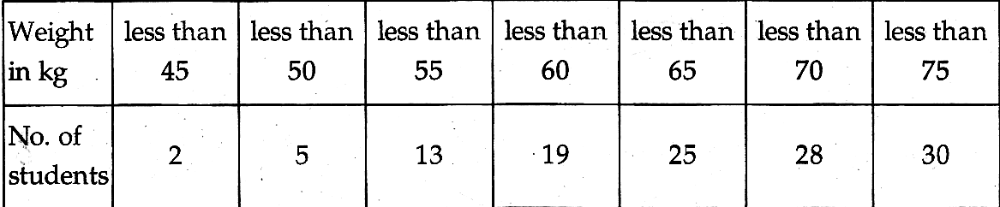 Weight in kg less than 45 less than 50 less than 55 less than 60 less than 65 less than 70 less than 75
No. of students 2 5 13 19 25 28 30